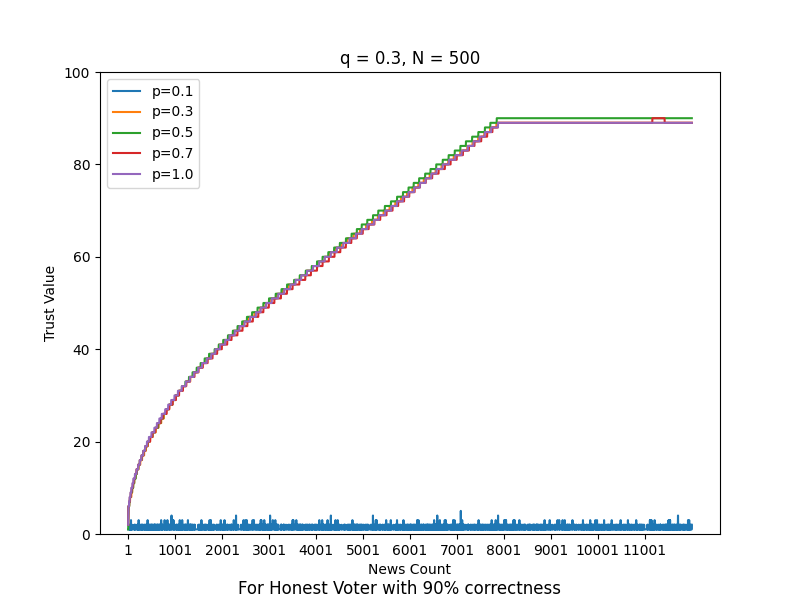 q = 0.3, N = 500
100
80
60
40
20
0
Trust Value
p=0.1
p=0.3
p=0.5
p=0.7
p=1.0
1 1001 2001 3001 4001 5001 6001 7001 8001 9001 10001 11001
News Count
For Honest Voter with 90% correctness